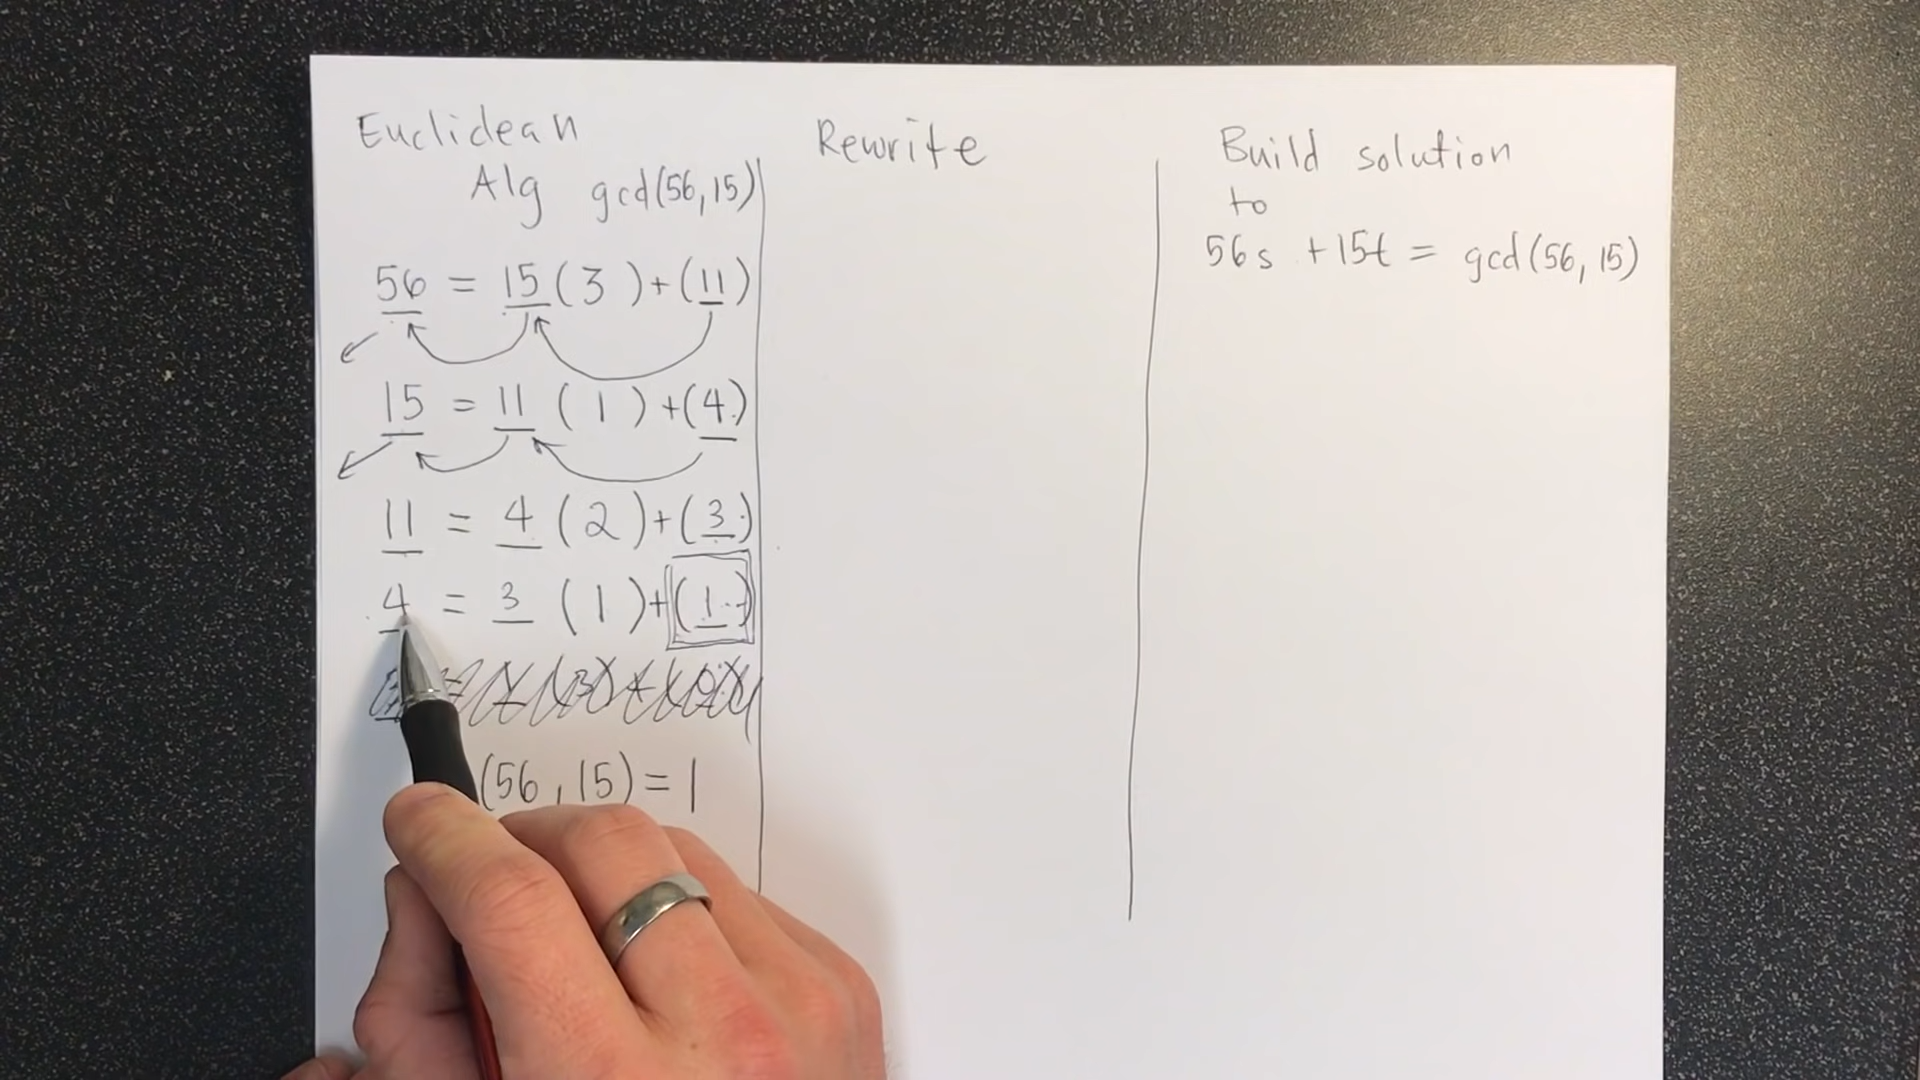 Euclidean
Alg gcd(56,15)
56 = 15(3)+(11)
15 = 11(1)+(4)
11 = 4(2)+(3)
4 = 3(1)+(1)
(56,15)=1
Rewrite
Build solution
to
56s +15t = gcd(56,15)